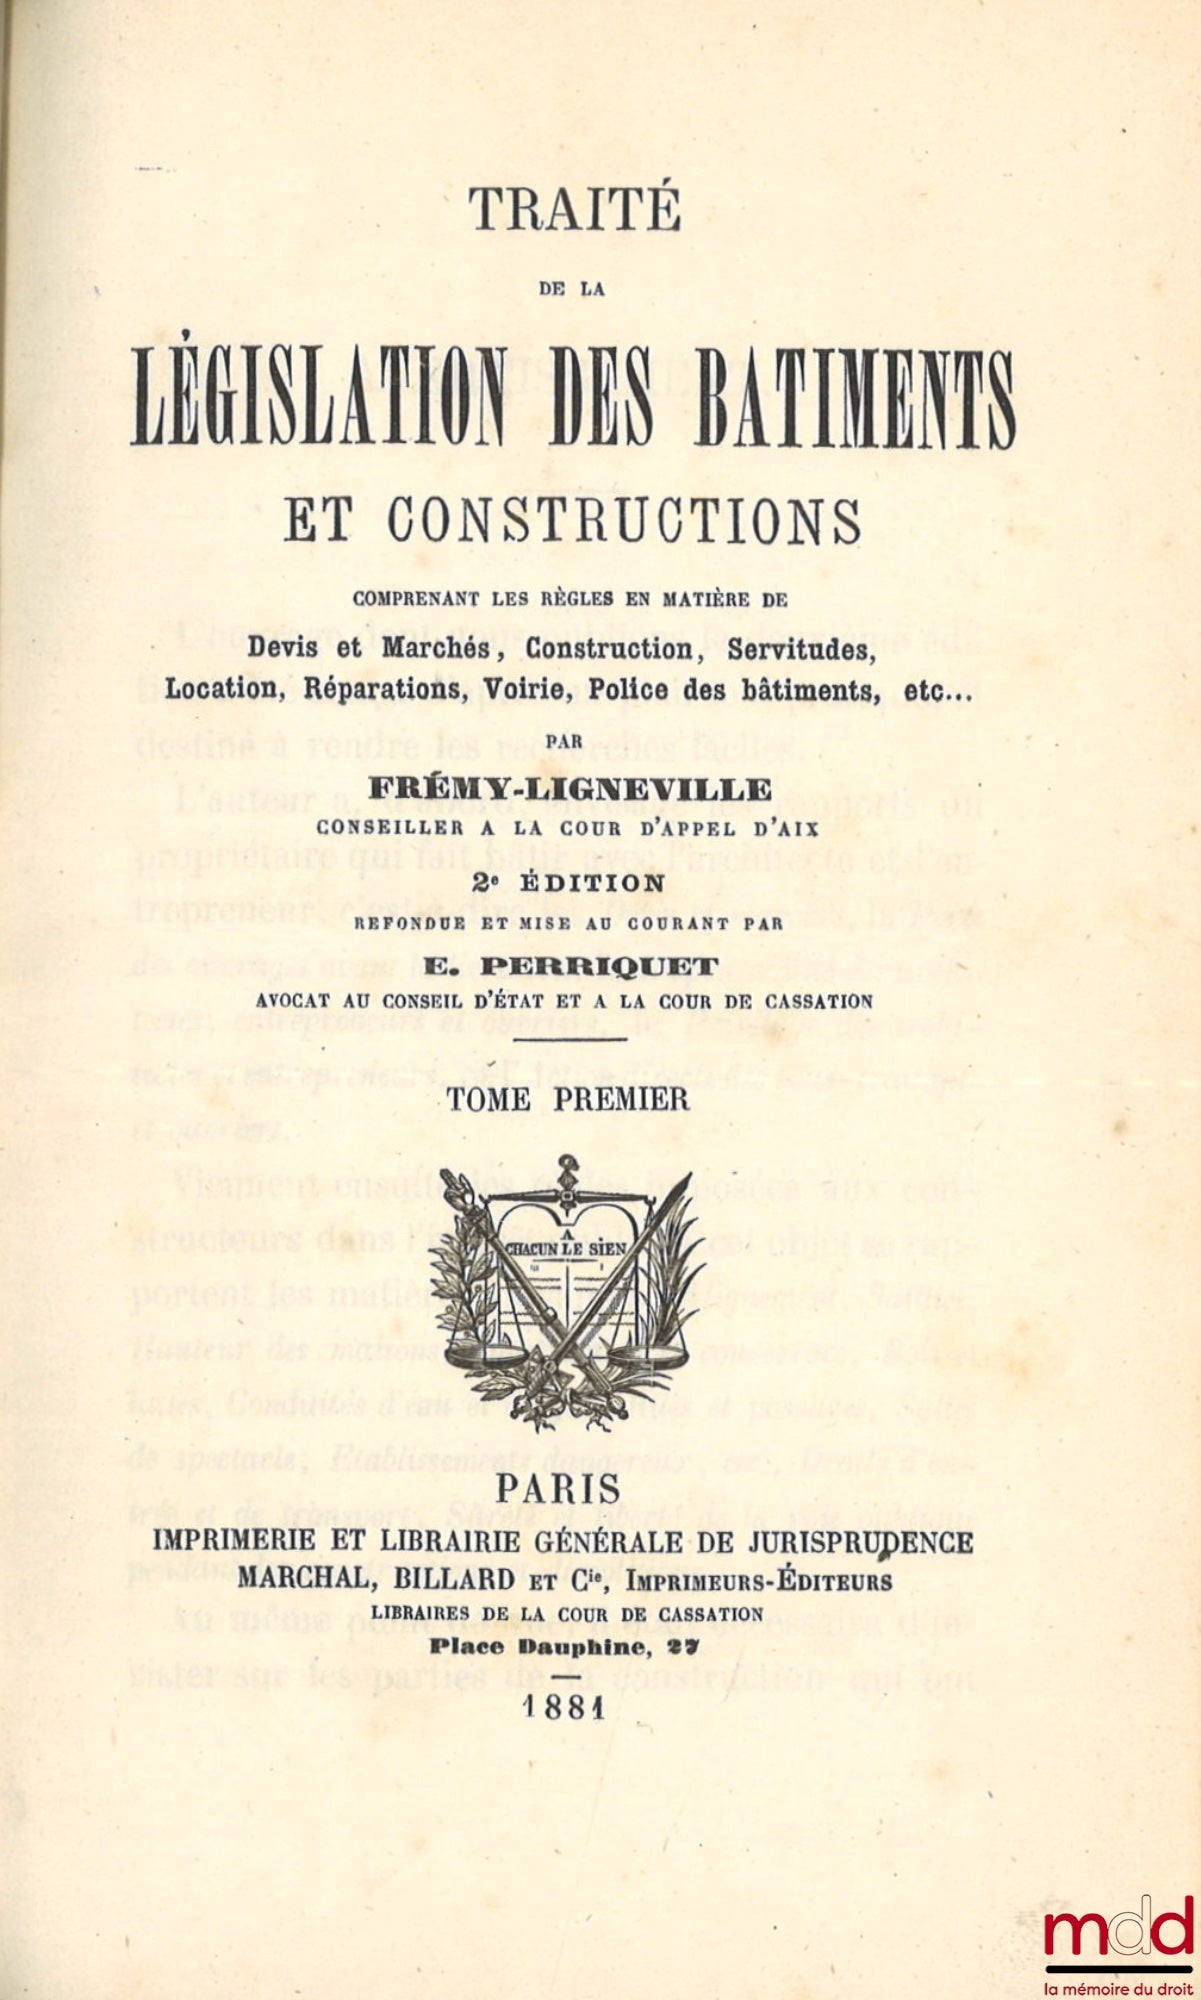 TRAITÉ
DE LA
LÉGISLATION DES BATIMENTS
ET CONSTRUCTIONS
COMPRENANT LES RÈGLES EN MATIÈRE DE
Devis et Marchés, Construction, Servitudes,
Location, Réparations, Voirie, Police des bâtiments, etc...
PAR
FRÉMY-LIGNEVILLE
CONSEILLER A LA COUR D'APPEL D'AIX
2e ÉDITION
REFONDUE ET MISE AU COURANT PAR
E. PERRIQUET
AVOCAT AU CONSEIL D'ÉTAT ET A LA COUR DE CASSATION
TOME PREMIER
A
CHACUN LE SIEN
PARIS
IMPRIMERIE ET LIBRAIRIE GÉNÉRALE DE JURISPRUDENCE
MARCHAL, BILLARD ET Cie, IMPRIMEURS-ÉDITEURS
LIBRAIRES DE LA COUR DE CASSATION
Place Dauphine, 27
1881
mdd
la mémoire du droit